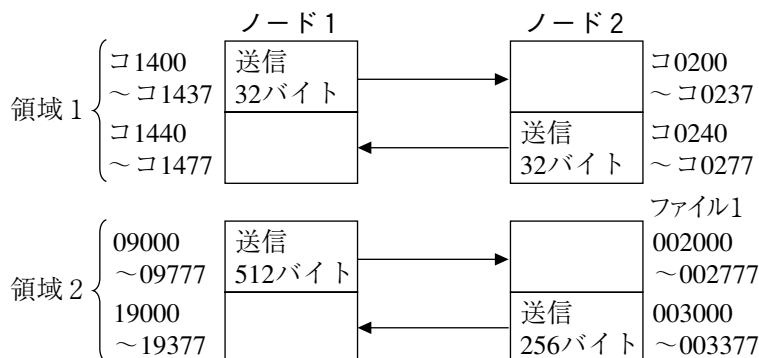 ノード1
ノード2
領域1
コ1400
～コ1437
送信
32バイト
コ0200
～コ0237
コ1440
～コ1477
送信
32バイト
コ0240
～コ0277
ファイル1
領域2
09000
～09777
送信
512バイト
002000
～002777
19000
～19377
送信
256バイト
003000
～003377